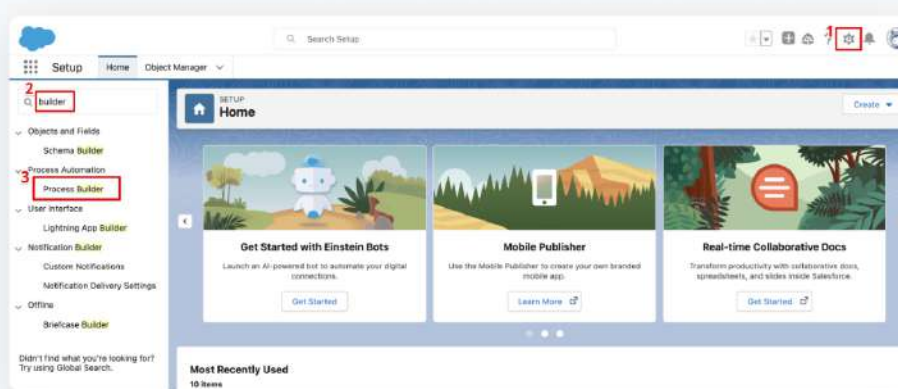 Search Setup
1
?
Setup
Home
Object Manager
2
builder
SETUP
Home
Create
Objects and Fields
Schema Builder
Process Automation
3
Process Builder
User Interface
Lightning App Builder
Notification Builder
Custom Notifications
Notification Delivery Settings
Offline
Briefcase Builder
Didn't find what you're looking for?
Try using Global Search.
Get Started with Einstein Bots
Launch an AI-powered bot to automate your digital
connections.
Get Started
Mobile Publisher
Use the Mobile Publisher to create your own branded
mobile app.
Learn More
Real-time Collaborative Docs
Transform productivity with collaborative docs,
spreadsheets, and slides inside Salesforce.
Get Started
Most Recently Used
10 items